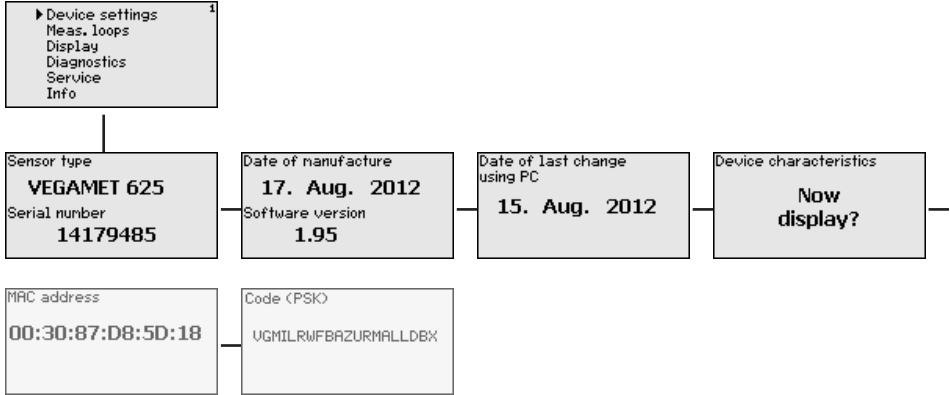 Device settings 1
Meas. loops
Display
Diagnostics
Service
Info
Sensor type
VEGAMET 625
Serial number
14179485
Date of manufacture
17. Aug. 2012
Software version
1.95
Date of last change
using PC
15. Aug. 2012
Device characteristics
Now
display?
MAC address
00:30:87:D8:5D:18
Code (PSK)
VGMILRWFBAZURMALLDBX